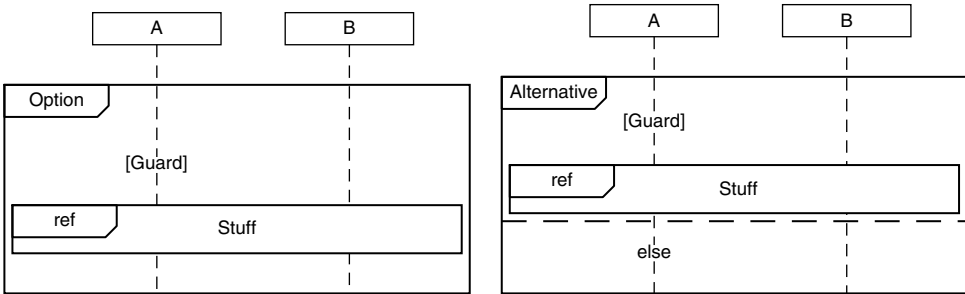 A
B
Option
[Guard]
ref
Stuff
A
B
Alternative
[Guard]
ref
Stuff
else